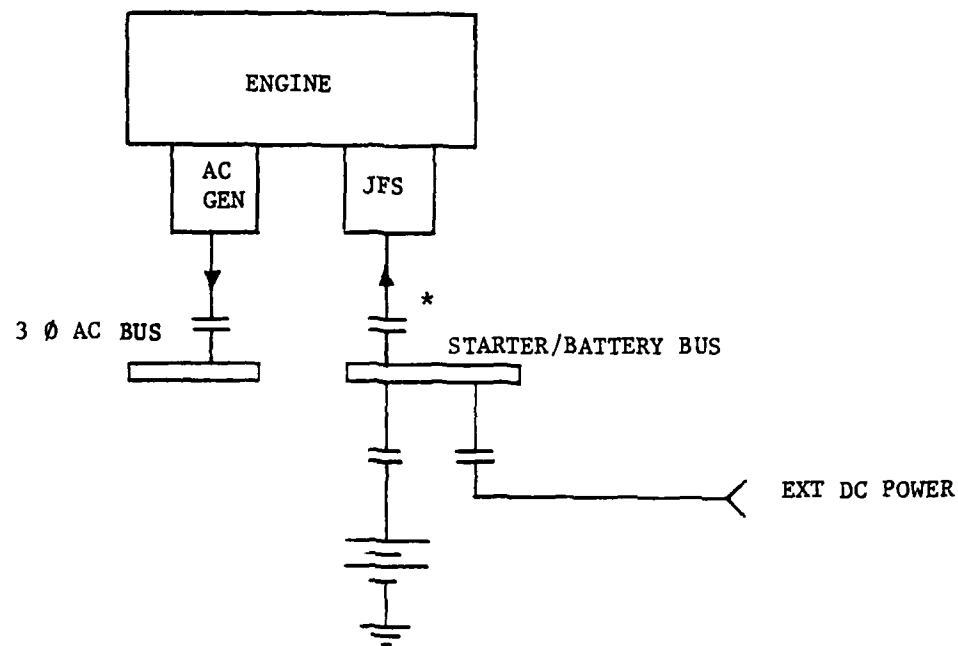 ENGINE
AC
GEN
JFS
*
3 Ø AC BUS
STARTER/BATTERY BUS
EXT DC POWER